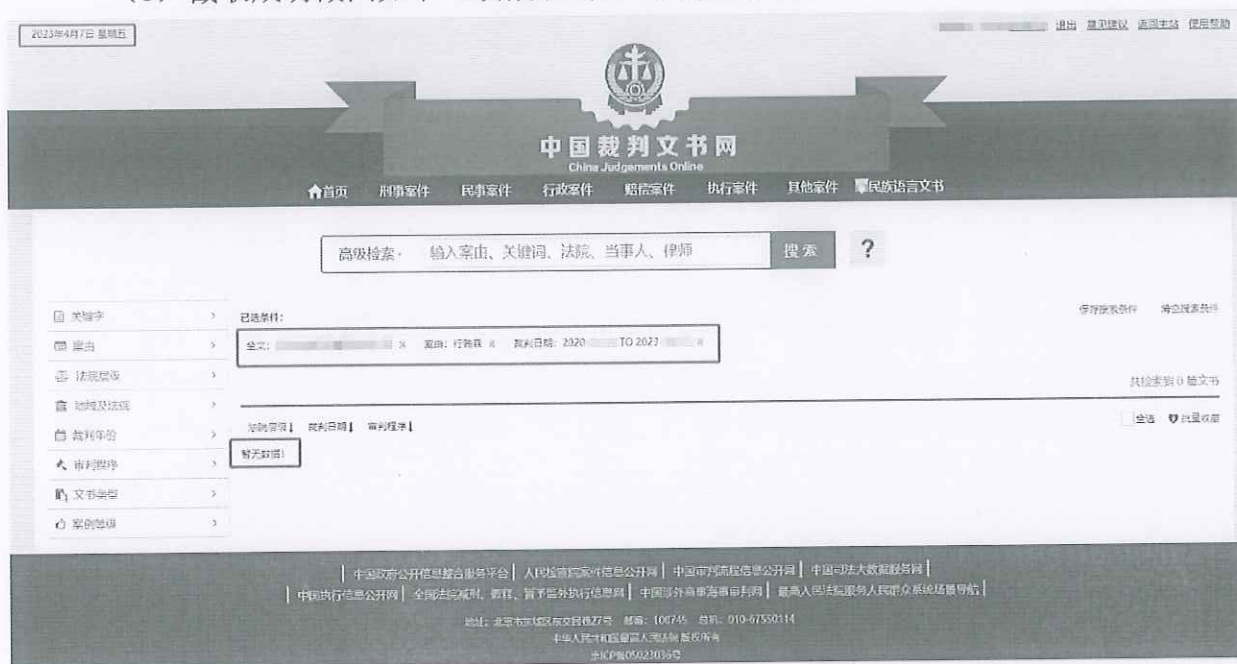 2023年4月7日 星期五
退出 意见建议 返回主站 使用帮助
中国裁判文书网
China Judgements Online
首页 刑事案件 民事案件 行政案件 赔偿案件 执行案件 其他案件 民族语言文书
高级检索 输入案由、关键词、法院、当事人、律师 搜索 ?
保存搜索条件 清空搜索条件
关键字
已选条件:
案由
全文: x 案由: 行贿罪 x 裁判日期: 2020 TO 2023 x
法院层级
共检索到 0 篇文书
地域及法院
法院层级 裁判日期 审判程序
全选 批量收藏
裁判年份
暂无数据!
审判程序
文书类型
案例等级
中国政府公开信息整合服务平台 | 人民检察院案件信息公开网 | 中国审判流程信息公开网 | 中国司法大数据服务网 |
中国执行信息公开网 | 全国法院减刑、假释、暂予监外执行信息网 | 中国涉外商事海事审判网 | 最高人民法院服务人民群众系统场景导航 |
地址: 北京市东城区东交民巷27号 邮编: 100745 总机: 010-67550114
中华人民共和国最高人民法院 版权所有
京ICP备05023036号